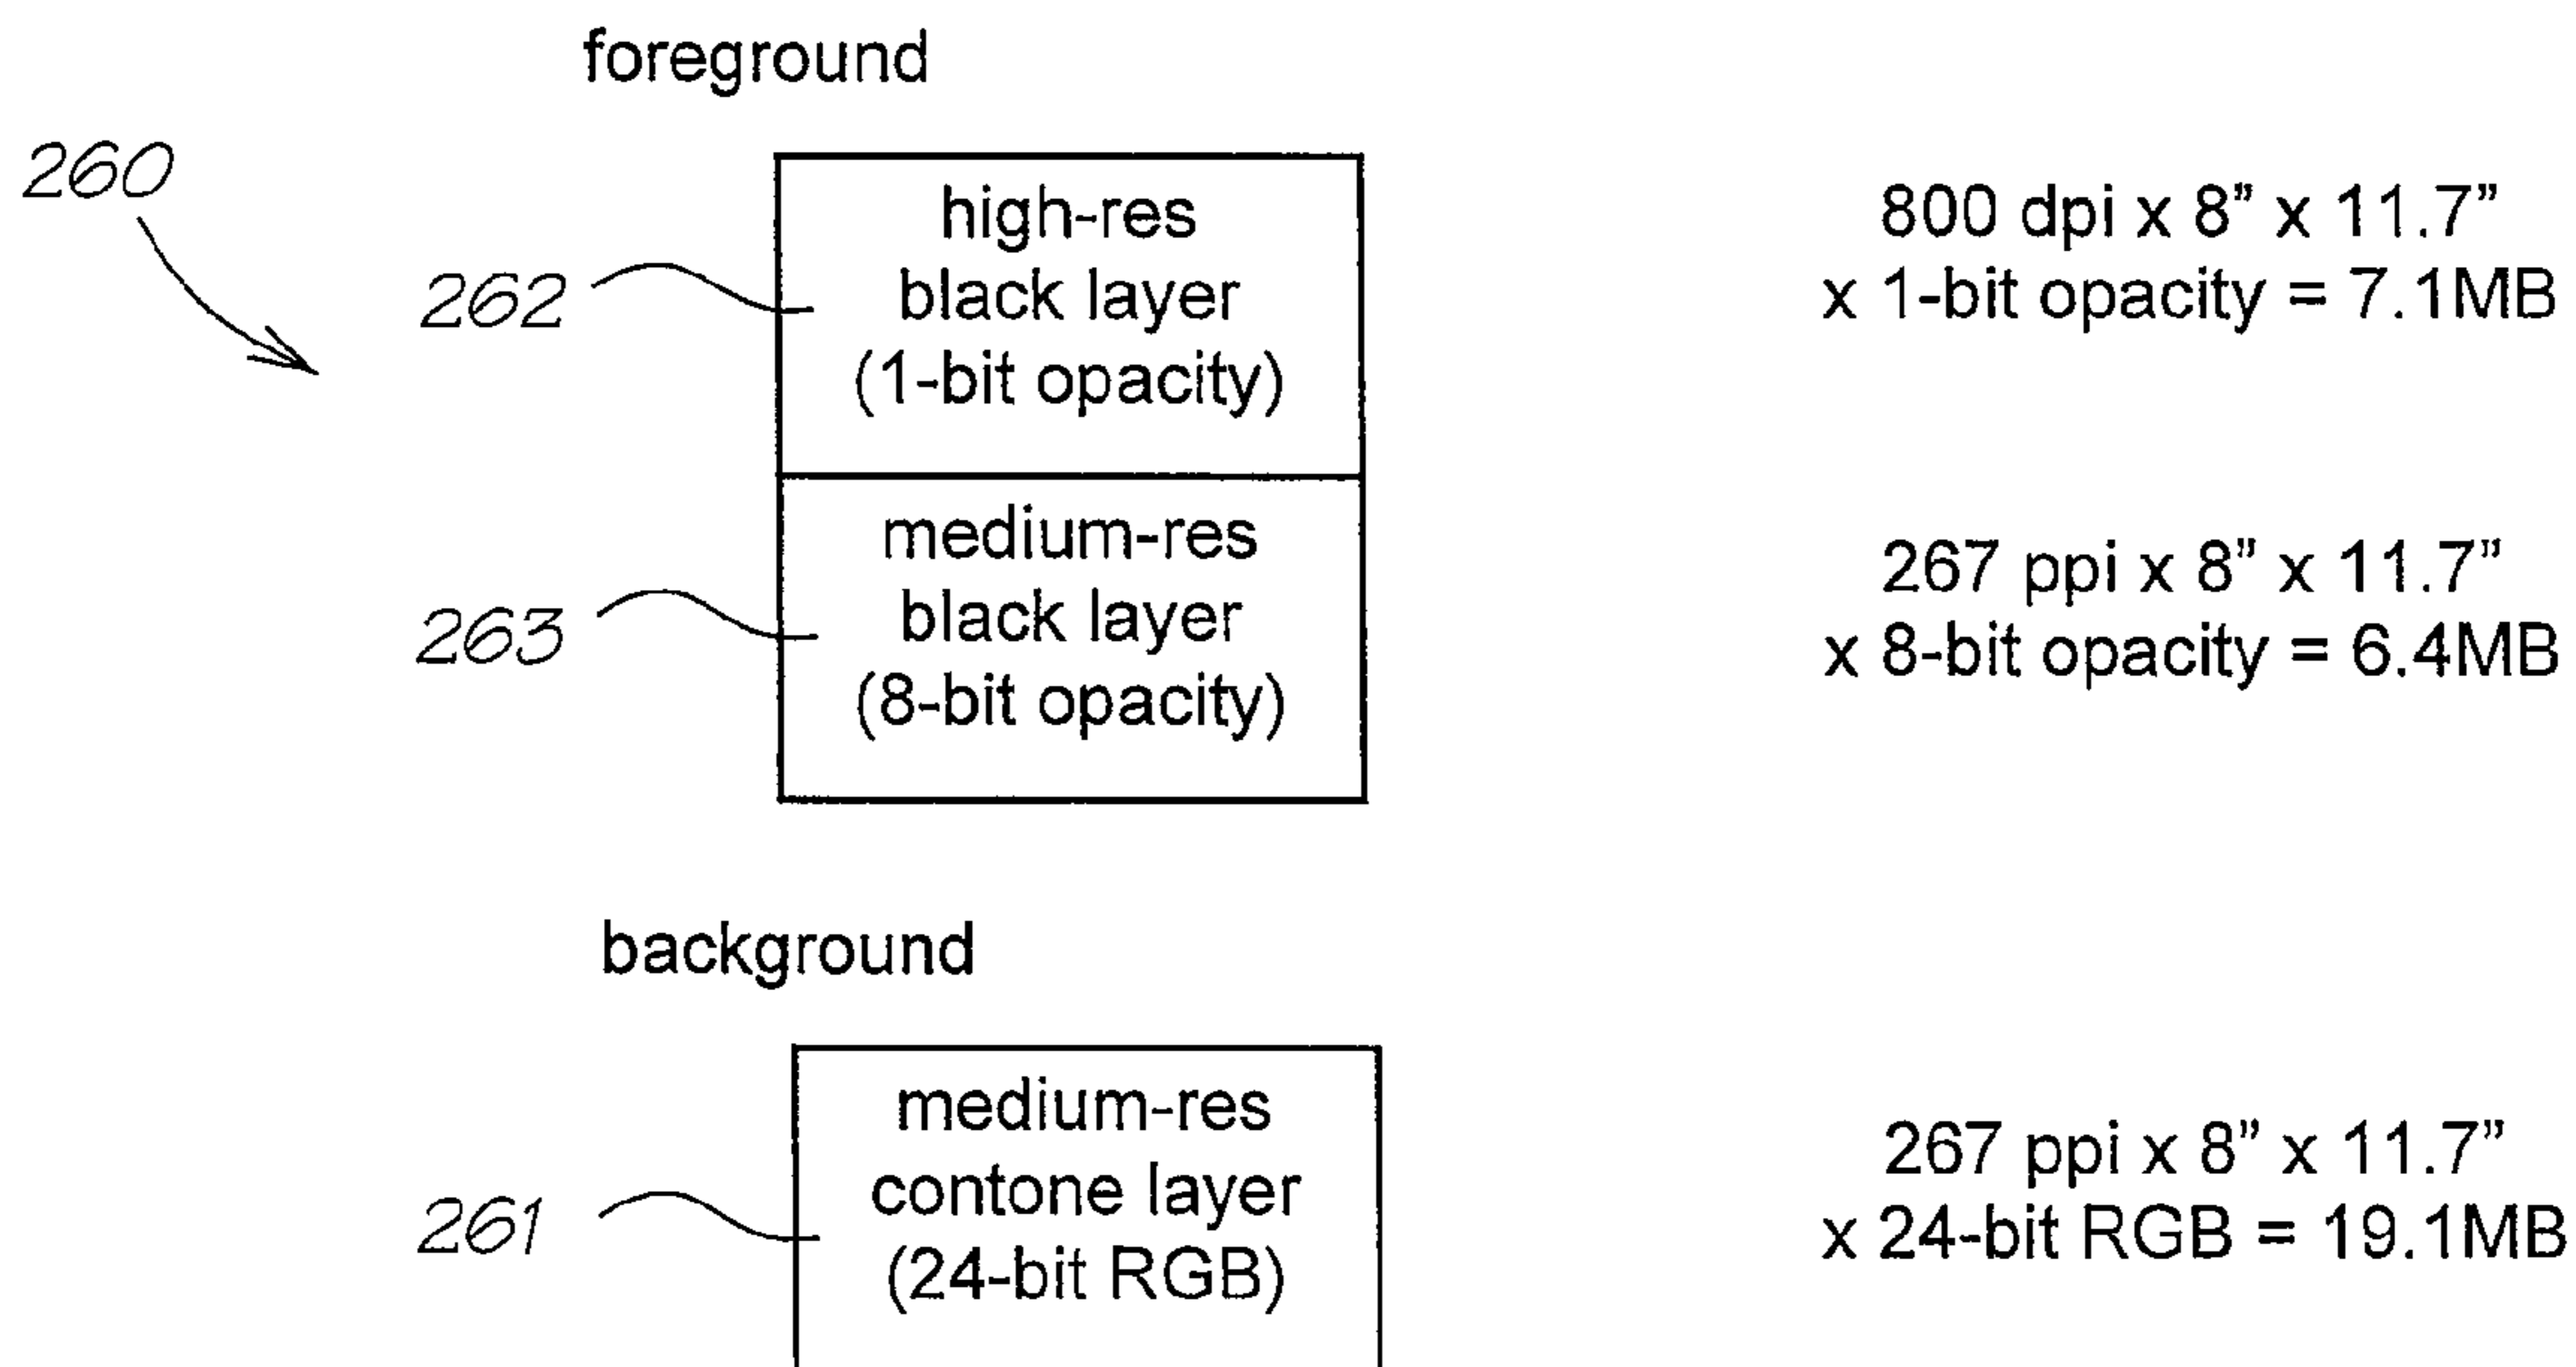 foreground
260
262
high-res
black layer
(1-bit opacity)
800 dpi x 8” x 11.7”
x 1-bit opacity = 7.1MB
263
medium-res
black layer
(8-bit opacity)
267 ppi x 8” x 11.7”
x 8-bit opacity = 6.4MB
background
261
medium-res
contone layer
(24-bit RGB)
267 ppi x 8” x 11.7”
x 24-bit RGB = 19.1MB